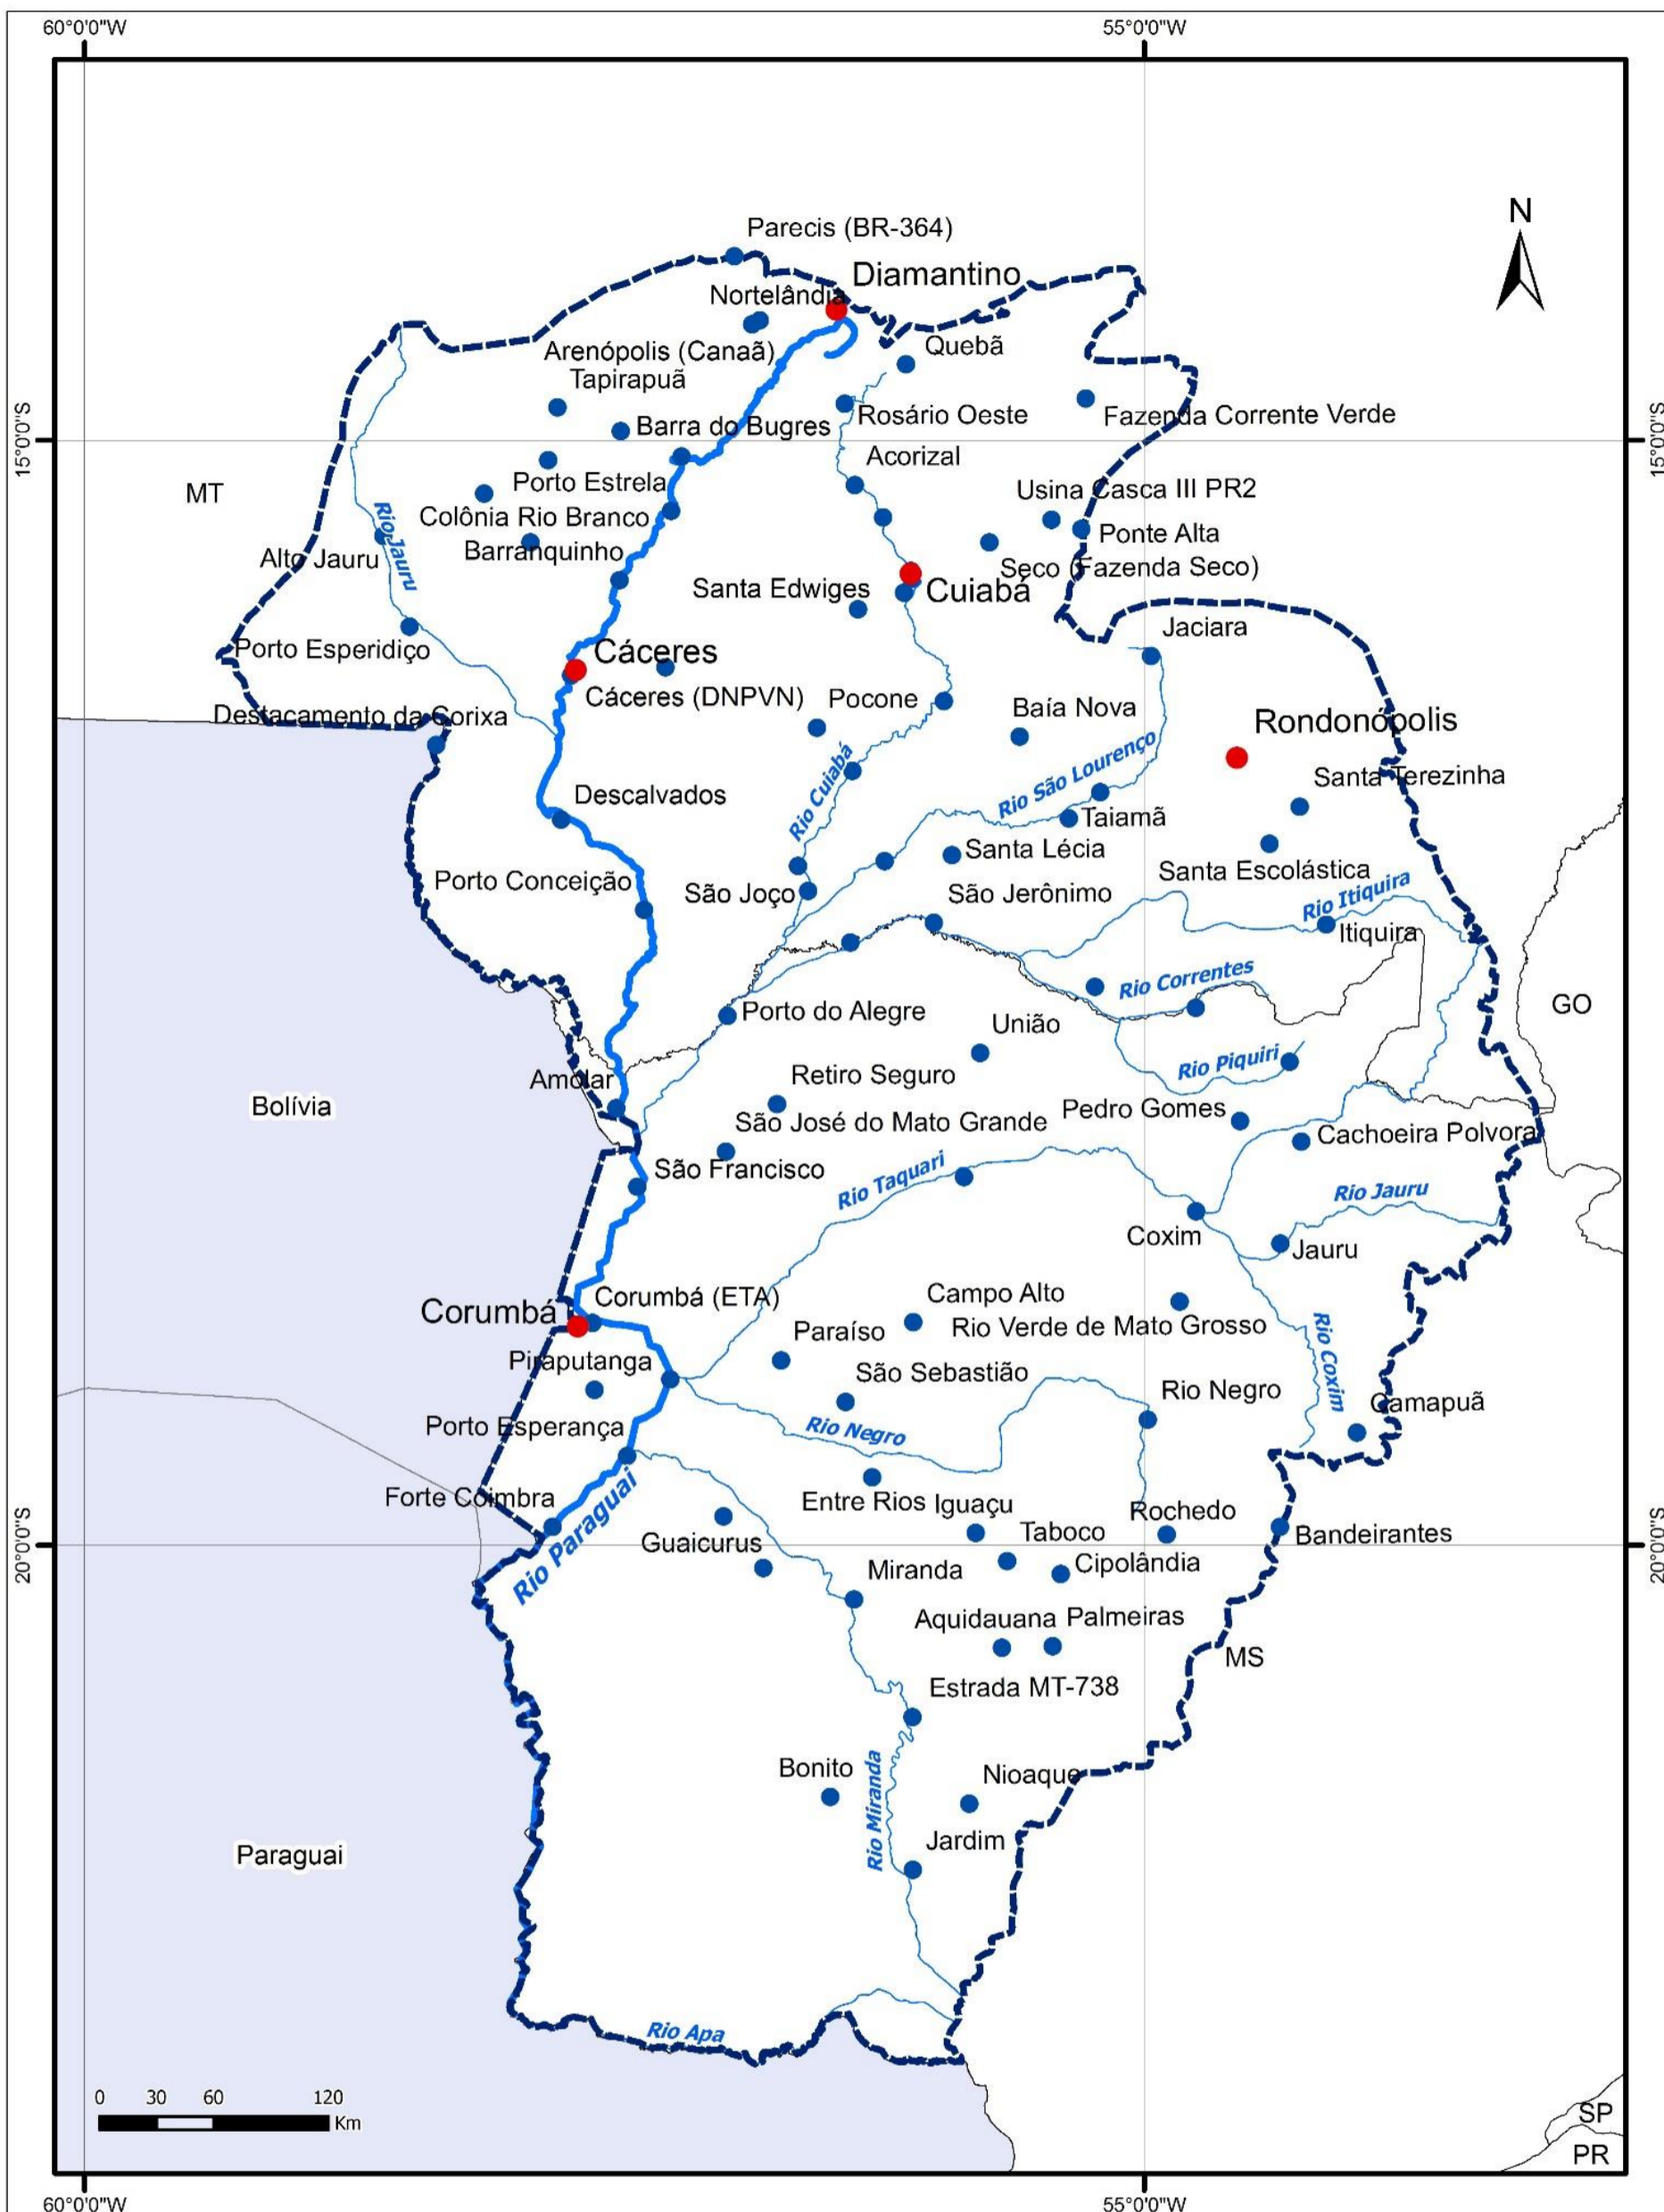 60°0'0"W
55°0'0"W
N
Parecis (BR-364)
Diamantino
Nortelândia
Quebã
Arenópolis (Canaã)
Tapirapuã
Rosário Oeste
Fazenda Corrente Verde
Barra do Bugres
15°0'0"S
15°0'0"S
Acorizal
MT
Porto Estrela
Usina Casca III PR2
Colônia Rio Branco
Rio Jauru
Ponte Alta
Alto Jauru
Barranquinho
Seco (Fazenda Seco)
Santa Edwiges
Cuiabá
Jaciara
Porto Esperidiço
Cáceres
Cáceres (DNPVN)
Pocone
Baía Nova
Destacamento da Corixa
Rondonópolis
Rio São Lourenço
Santa Terezinha
Rio Cuiabá
Descalvados
Taiamã
Santa Lécia
Santa Escolástica
Porto Conceição
São Joço
São Jerônimo
Rio Itiquira
Itiquira
Rio Correntes
GO
Porto do Alegre
União
Rio Piquiri
Retiro Seguro
Amolar
Bolívia
Pedro Gomes
São José do Mato Grande
Cachoeira Polvora
São Francisco
Rio Taquari
Rio Jauru
Coxim
Jauru
Corumbá (ETA)
Campo Alto
Corumbá
Rio Verde de Mato Grosso
Paraíso
Rio Coxim
Piraputanga
São Sebastião
Rio Negro
Camapuã
Porto Esperança
Rio Negro
Forte Coimbra
Rio Paraguai
Entre Rios
Iguaçu
Rochedo
Taboco
Bandeirantes
Guaicurus
20°0'0"S
20°0'0"S
Miranda
Cipolândia
Aquidauana
Palmeiras
MS
Estrada MT-738
Bonito
Nioaque
Rio Miranda
Jardim
Paraguai
Rio Apa
0 30 60 120
Km
SP
PR
60°0'0"W
55°0'0"W